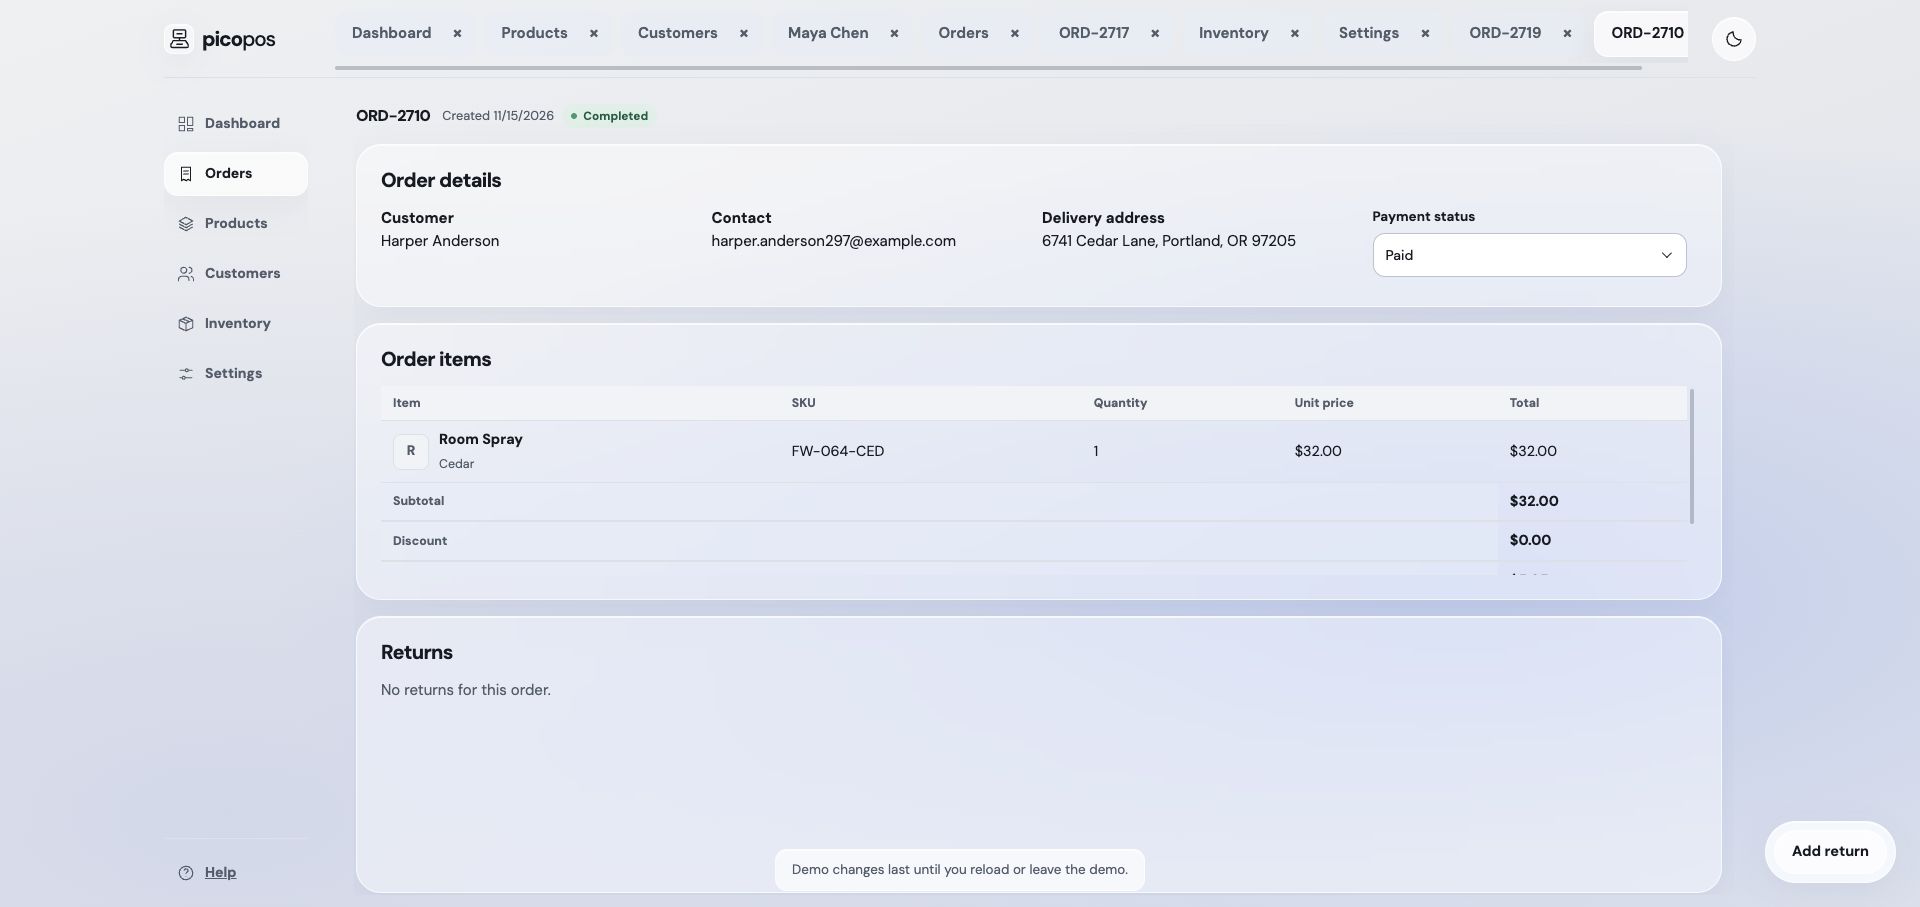 picopos
Dashboard × Products × Customers × Maya Chen × Orders × ORD-2717 × Inventory × Settings × ORD-2719 × ORD-2710
Dashboard
Orders
Products
Customers
Inventory
Settings
Help
ORD-2710 Created 11/15/2026 Completed
Order details
Customer Contact Delivery address Payment status
Harper Anderson harper.anderson297@example.com 6741 Cedar Lane, Portland, OR 97205 Paid
Order items
Item SKU Quantity Unit price Total
R Room Spray FW-064-CED 1 $32.00 $32.00
Cedar
Subtotal $32.00
Discount $0.00
Returns
No returns for this order.
Demo changes last until you reload or leave the demo.
Add return